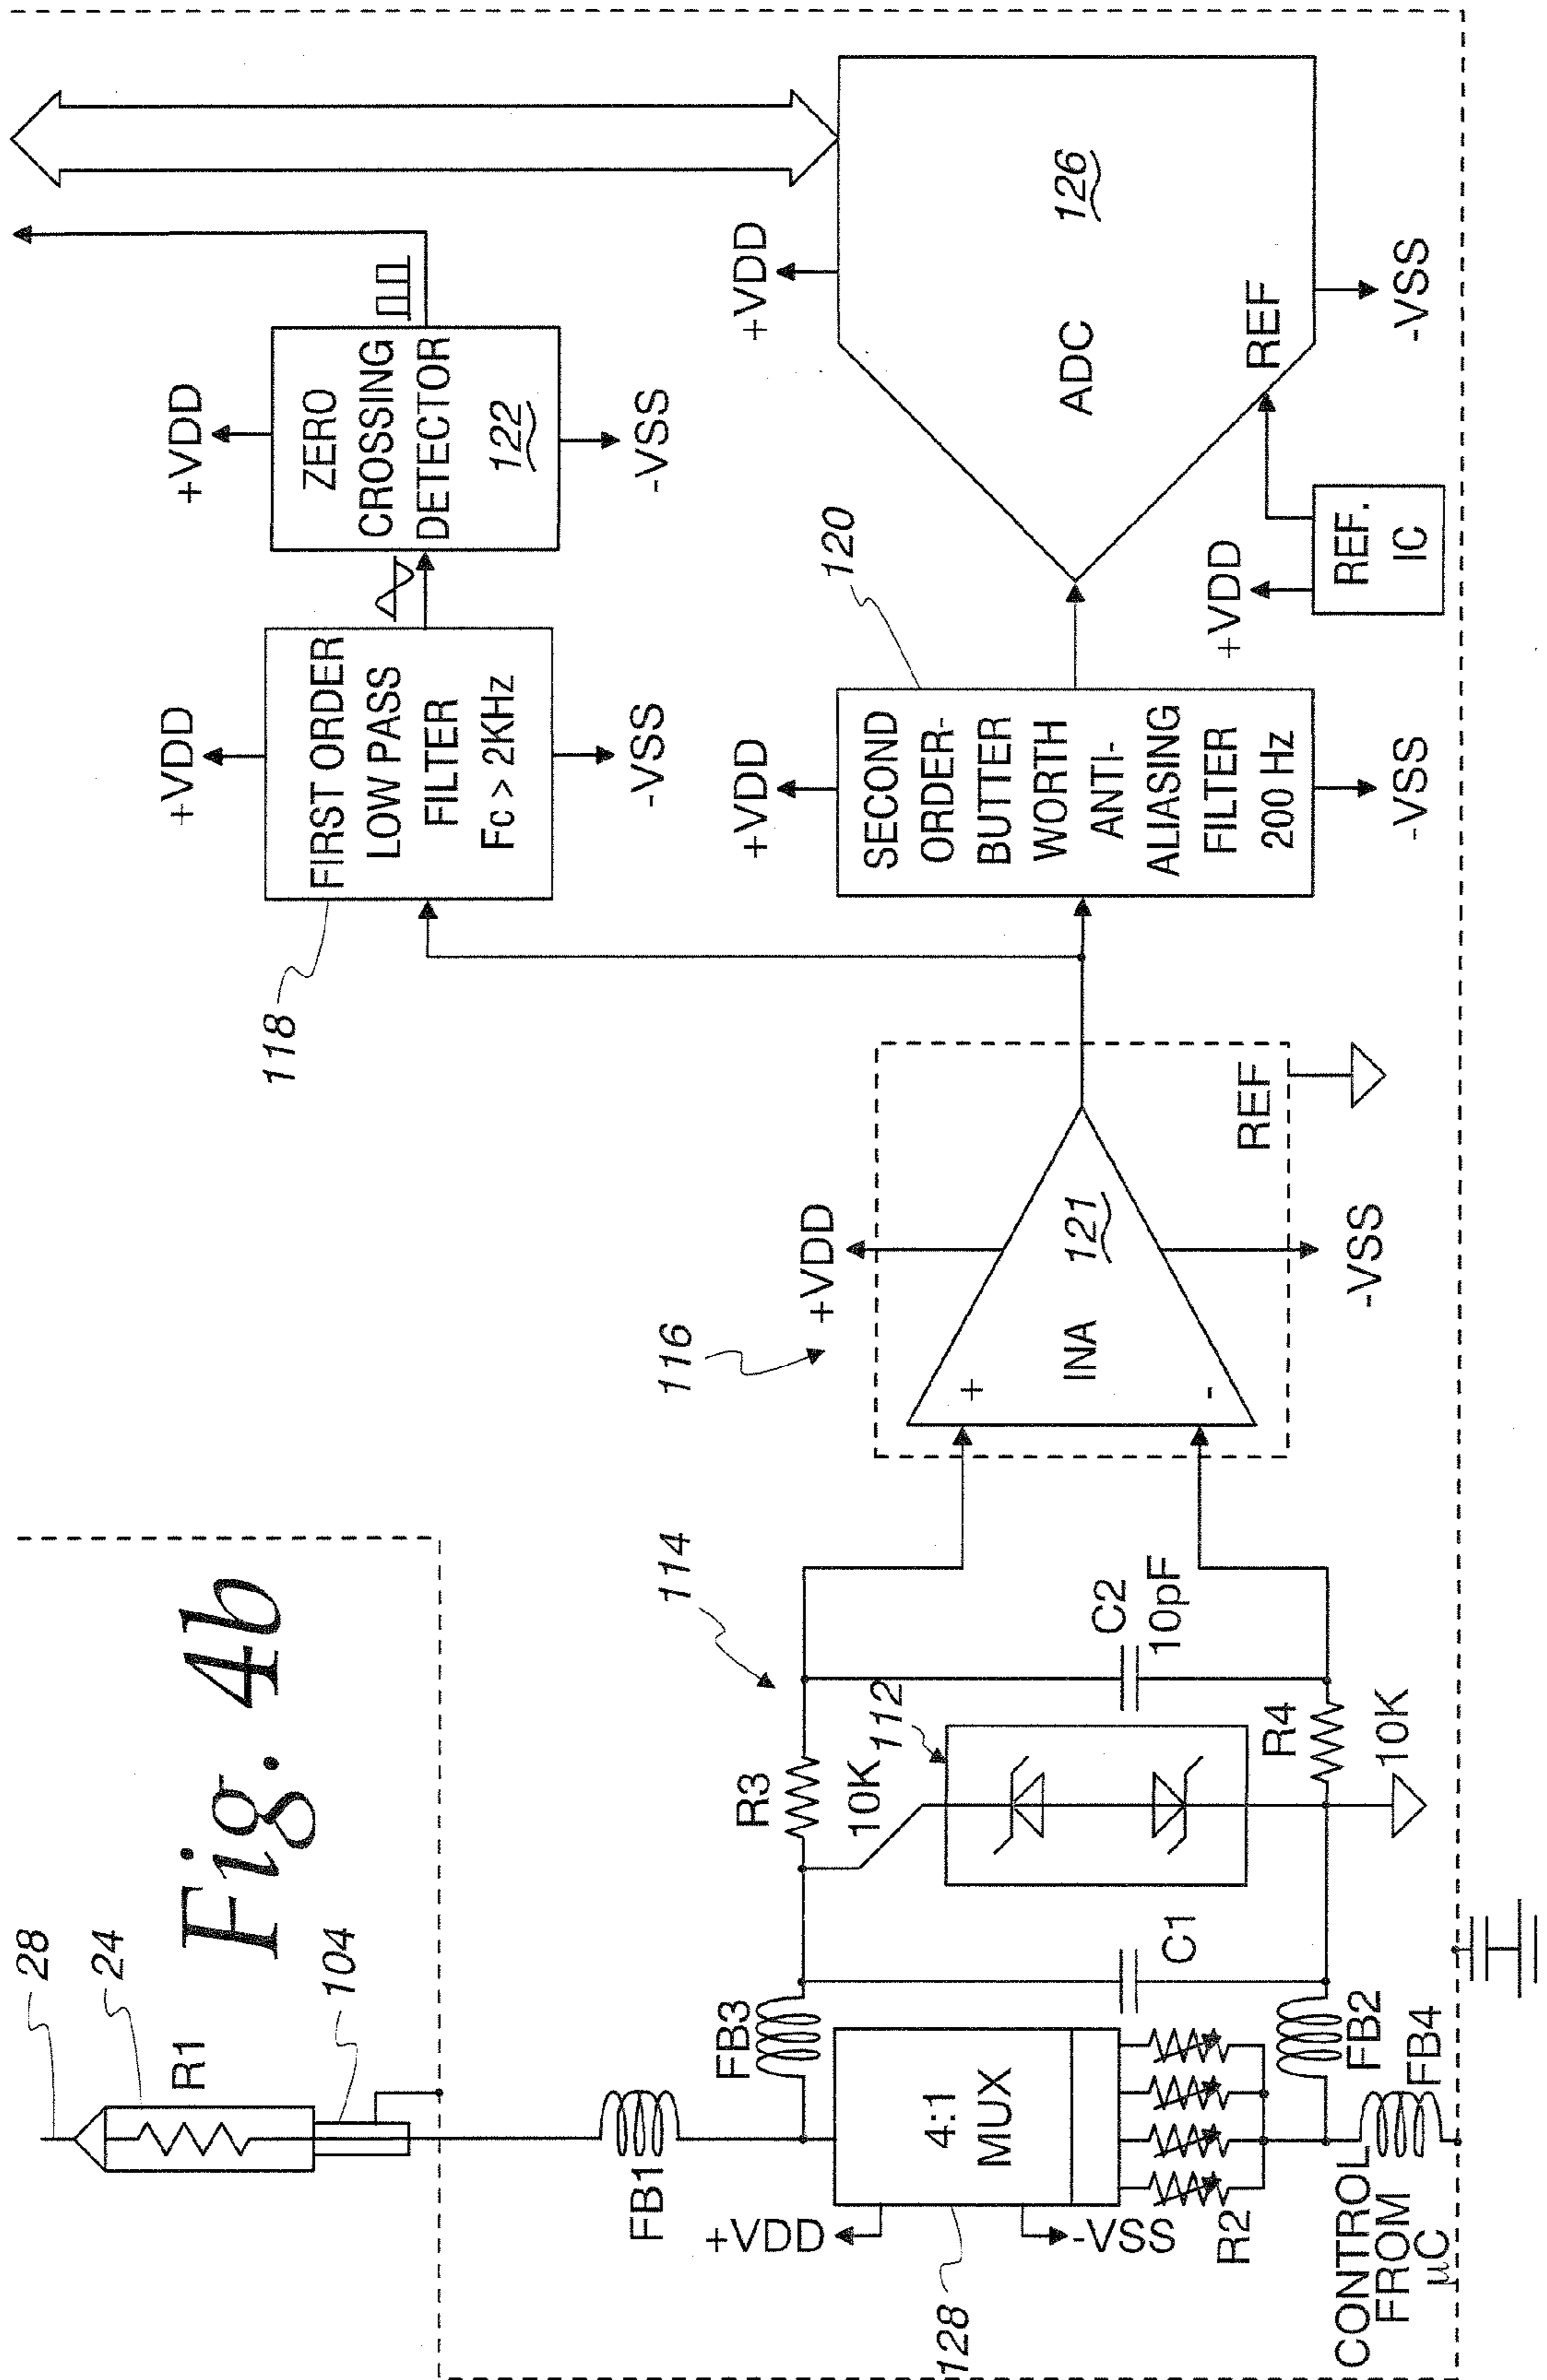 Fig. 4b
28
24
R1
104
FB1
+VDD
4:1
MUX
-VSS
128
R2
CONTROL
FROM
µC
FB3
FB2
FB4
C1
R3
10K
112
114
C2
10pF
R4
10K
116
+VDD
+
INA
121
-
REF
-VSS
118
+VDD
FIRST ORDER
LOW PASS
FILTER
Fc > 2KHz
-VSS
+VDD
ZERO
CROSSING
DETECTOR
122
-VSS
120
+VDD
SECOND
ORDER-
BUTTER
WORTH
ANTI-
ALIASING
FILTER
200 Hz
-VSS
+VDD
ADC
126
REF
-VSS
+VDD
REF.
IC